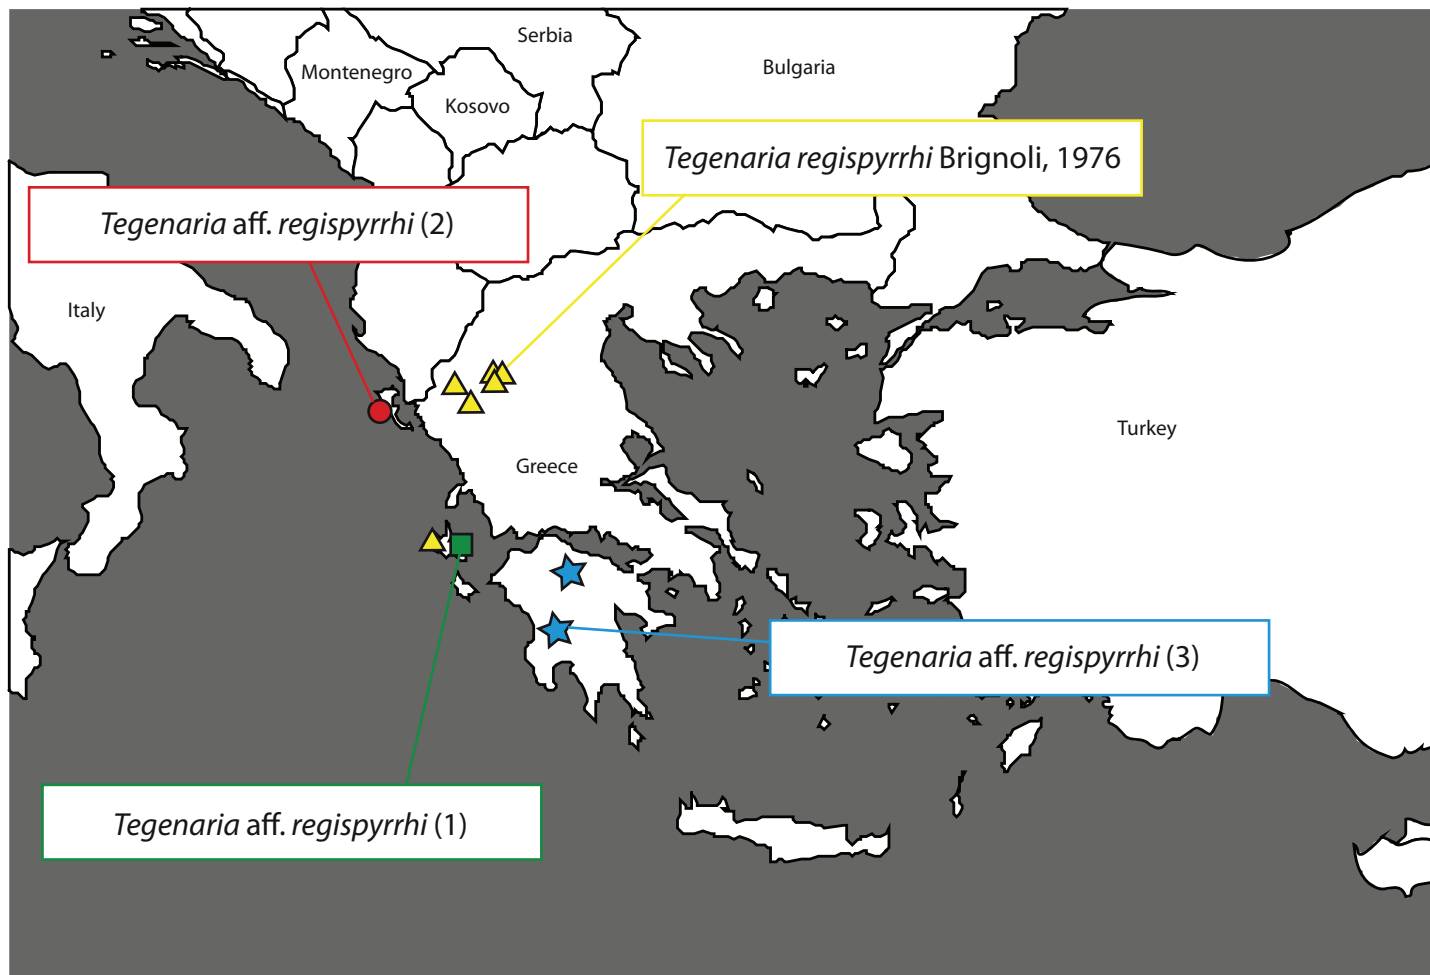 Serbia
Montenegro
Bulgaria
Kosovo
Tegenaria regispyrrhi Brignoli, 1976
Tegenaria aff. regispyrrhi (2)
Italy
Turkey
Greece
Tegenaria aff. regispyrrhi (3)
Tegenaria aff. regispyrrhi (1)